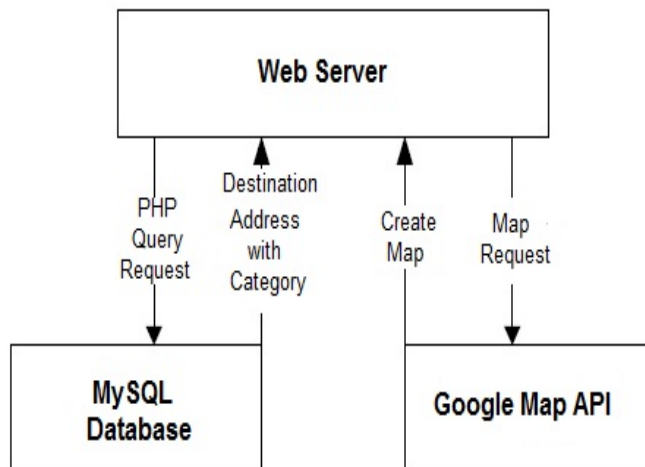 Web Server
PHP
Query
Request
Destination
Address
with
Category
Create
Map
Map
Request
MySQL
Database
Google Map API